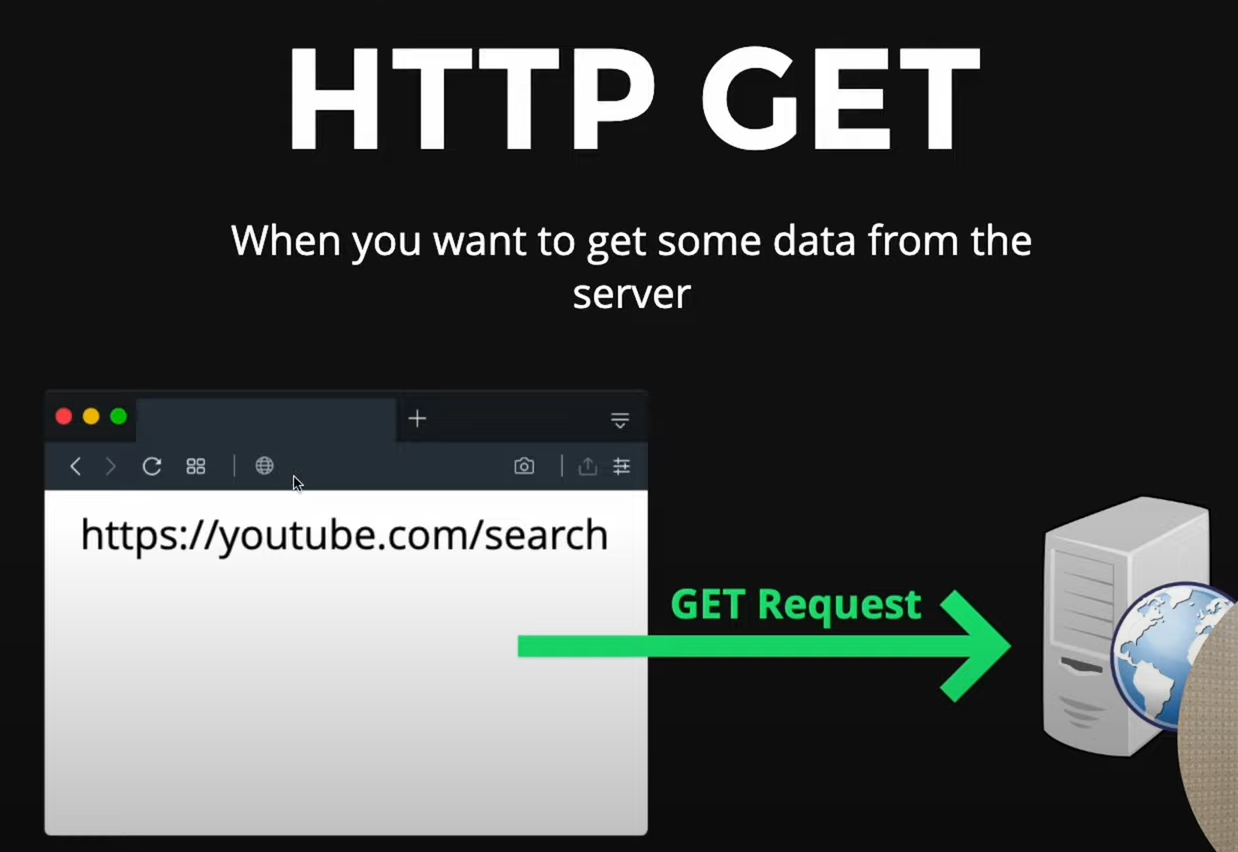 HTTP GET
When you want to get some data from the
server
https://youtube.com/search
GET Request